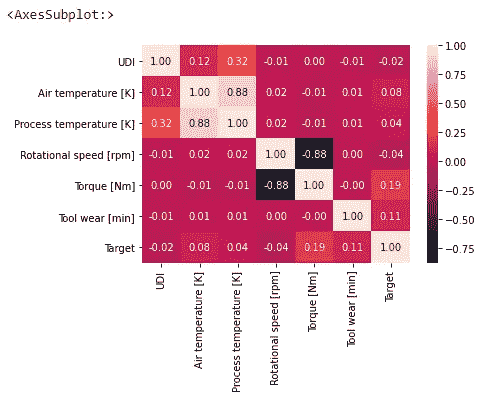 <AxesSubplot:>
UDI 1.00 0.12 0.32 -0.01 0.00 -0.01 -0.02
Air temperature [K] 0.12 1.00 0.88 0.02 -0.01 0.01 0.08
Process temperature [K] 0.32 0.88 1.00 0.02 -0.01 0.01 0.04
Rotational speed [rpm] -0.01 0.02 0.02 1.00 -0.88 0.00 -0.04
Torque [Nm] 0.00 -0.01 -0.01 -0.88 1.00 -0.00 0.19
Tool wear [min] -0.01 0.01 0.01 0.00 -0.00 1.00 0.11
Target -0.02 0.08 0.04 -0.04 0.19 0.11 1.00
UDI
Air temperature [K]
Process temperature [K]
Rotational speed [rpm]
Torque [Nm]
Tool wear [min]
Target
1.00
0.75
0.50
0.25
0.00
-0.25
-0.50
-0.75